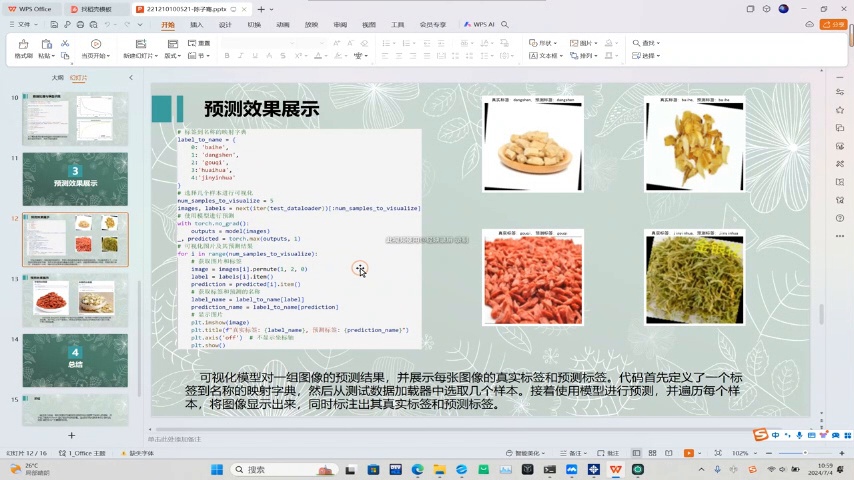 WPS Office
找稻壳模板
221210100521-孙子骞.pptx
文件
开始
插入
设计
切换
动画
放映
审阅
视图
工具
会员专享
WPS AI
分享
格式刷
粘贴
当页开始
新建幻灯片
版式
重置
节
形状
图片
文本框
排列
查找
选择
大纲
幻灯片
10
11
3
预测效果展示
12
13
14
4
总结
15
预测效果展示
# 标签到名称的映射字典
label_to_name = {
0: 'baihe',
1: 'dangshen',
2: 'gouqi',
3:'huaihua',
4:'jinyinhua'
}
# 选择几个样本进行可视化
num_samples_to_visualize = 5
images, labels = next(iter(test_dataloader))[:num_samples_to_visualize]
# 使用模型进行预测
with torch.no_grad():
outputs = model(images)
_, predicted = torch.max(outputs, 1)
# 可视化图片及其预测结果
for i in range(num_samples_to_visualize):
# 获取图片和标签
image = images[i].permute(1, 2, 0)
label = labels[i].item()
prediction = predicted[i].item()
# 获取标签和预测的名称
label_name = label_to_name[label]
prediction_name = label_to_name[prediction]
# 显示图片
plt.imshow(image)
plt.title(f"真实标签: {label_name}, 预测标签: {prediction_name}")
plt.axis('off')  # 不显示坐标轴
plt.show()
真实标签: dangshen, 预测标签: dangshen
真实标签: baihe, 预测标签: baihe
真实标签: gouqi, 预测标签: gouqi
真实标签: jinyinhua, 预测标签: jinyinhua
可视化模型对一组图像的预测结果，并展示每张图像的真实标签和预测标签。代码首先定义了一个标
签到名称的映射字典，然后从测试数据加载器中选取几个样本。接着使用模型进行预测，并遍历每个样
本，将图像显示出来，同时标注出其真实标签和预测标签。
单击此处添加备注
幻灯片 12 / 16
1_Office 主题
缺失字体
智能美化
备注
批注
102%
中
26°C
局部晴朗
搜索
10:59
2024/7/4